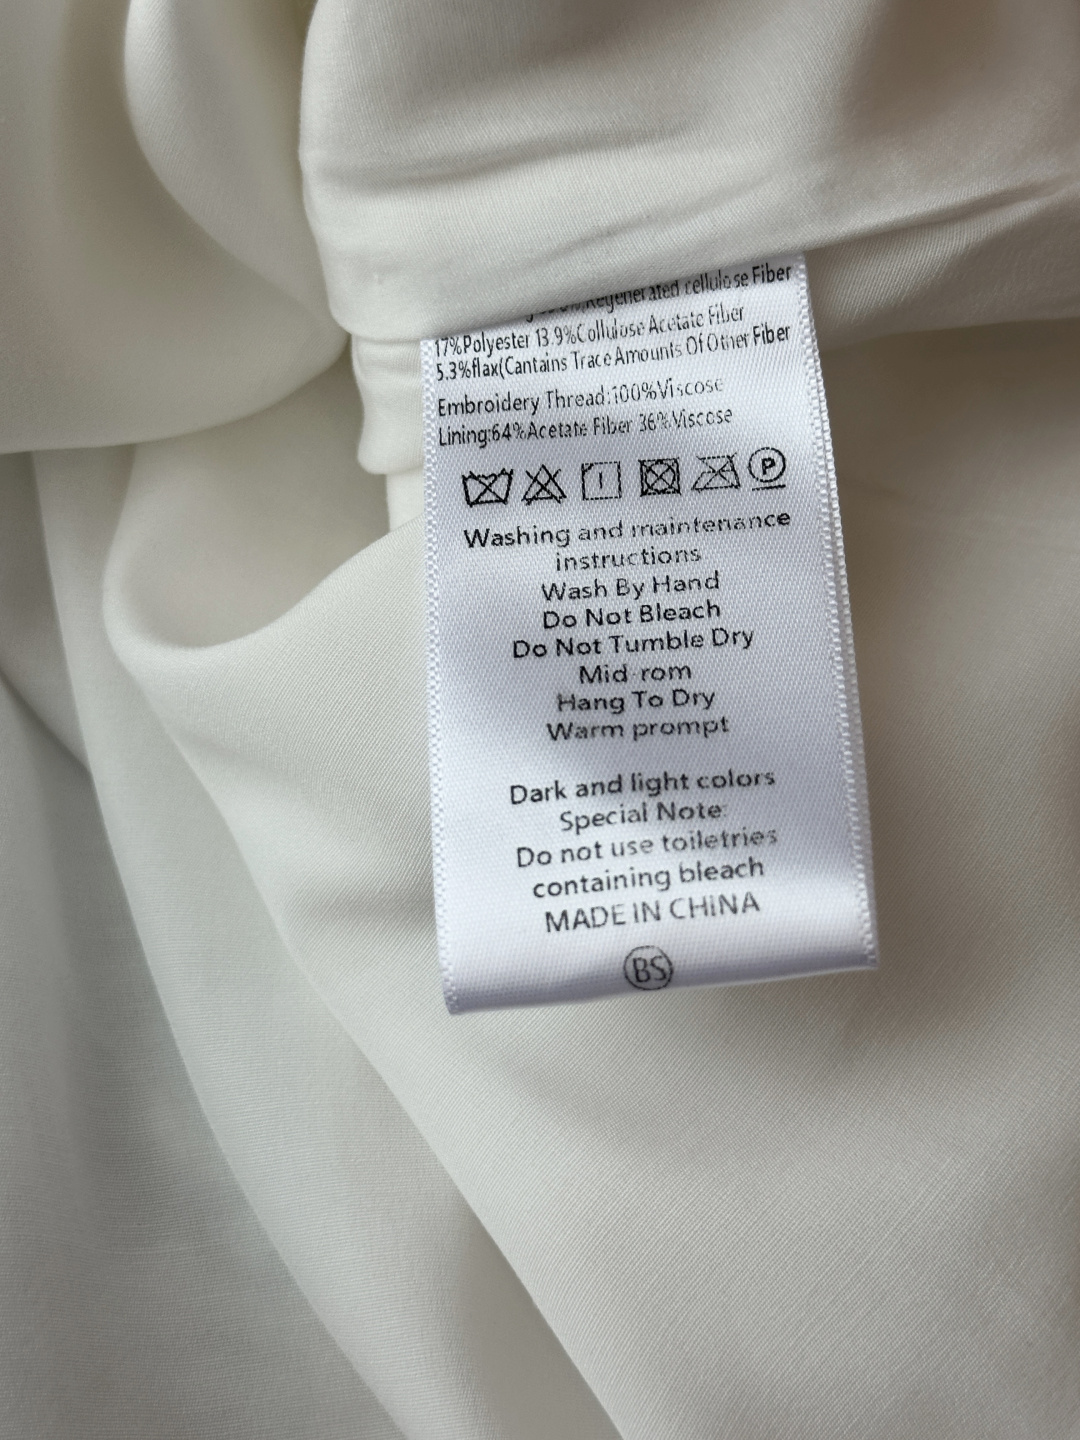 Regenerated cellulose Fiber
17%Polyester 13.9%Collulose Acetate Fiber
5.3%flax(Cantains Trace Amounts Of Other Fiber
Embroidery Thread:100%Viscose
Lining:64%Acetate Fiber 36%Viscose
P
Washing and maintenance
instructions
Wash By Hand
Do Not Bleach
Do Not Tumble Dry
Mid-rom
Hang To Dry
Warm prompt
Dark and light colors
Special Note:
Do not use toiletries
containing bleach
MADE IN CHINA
BS